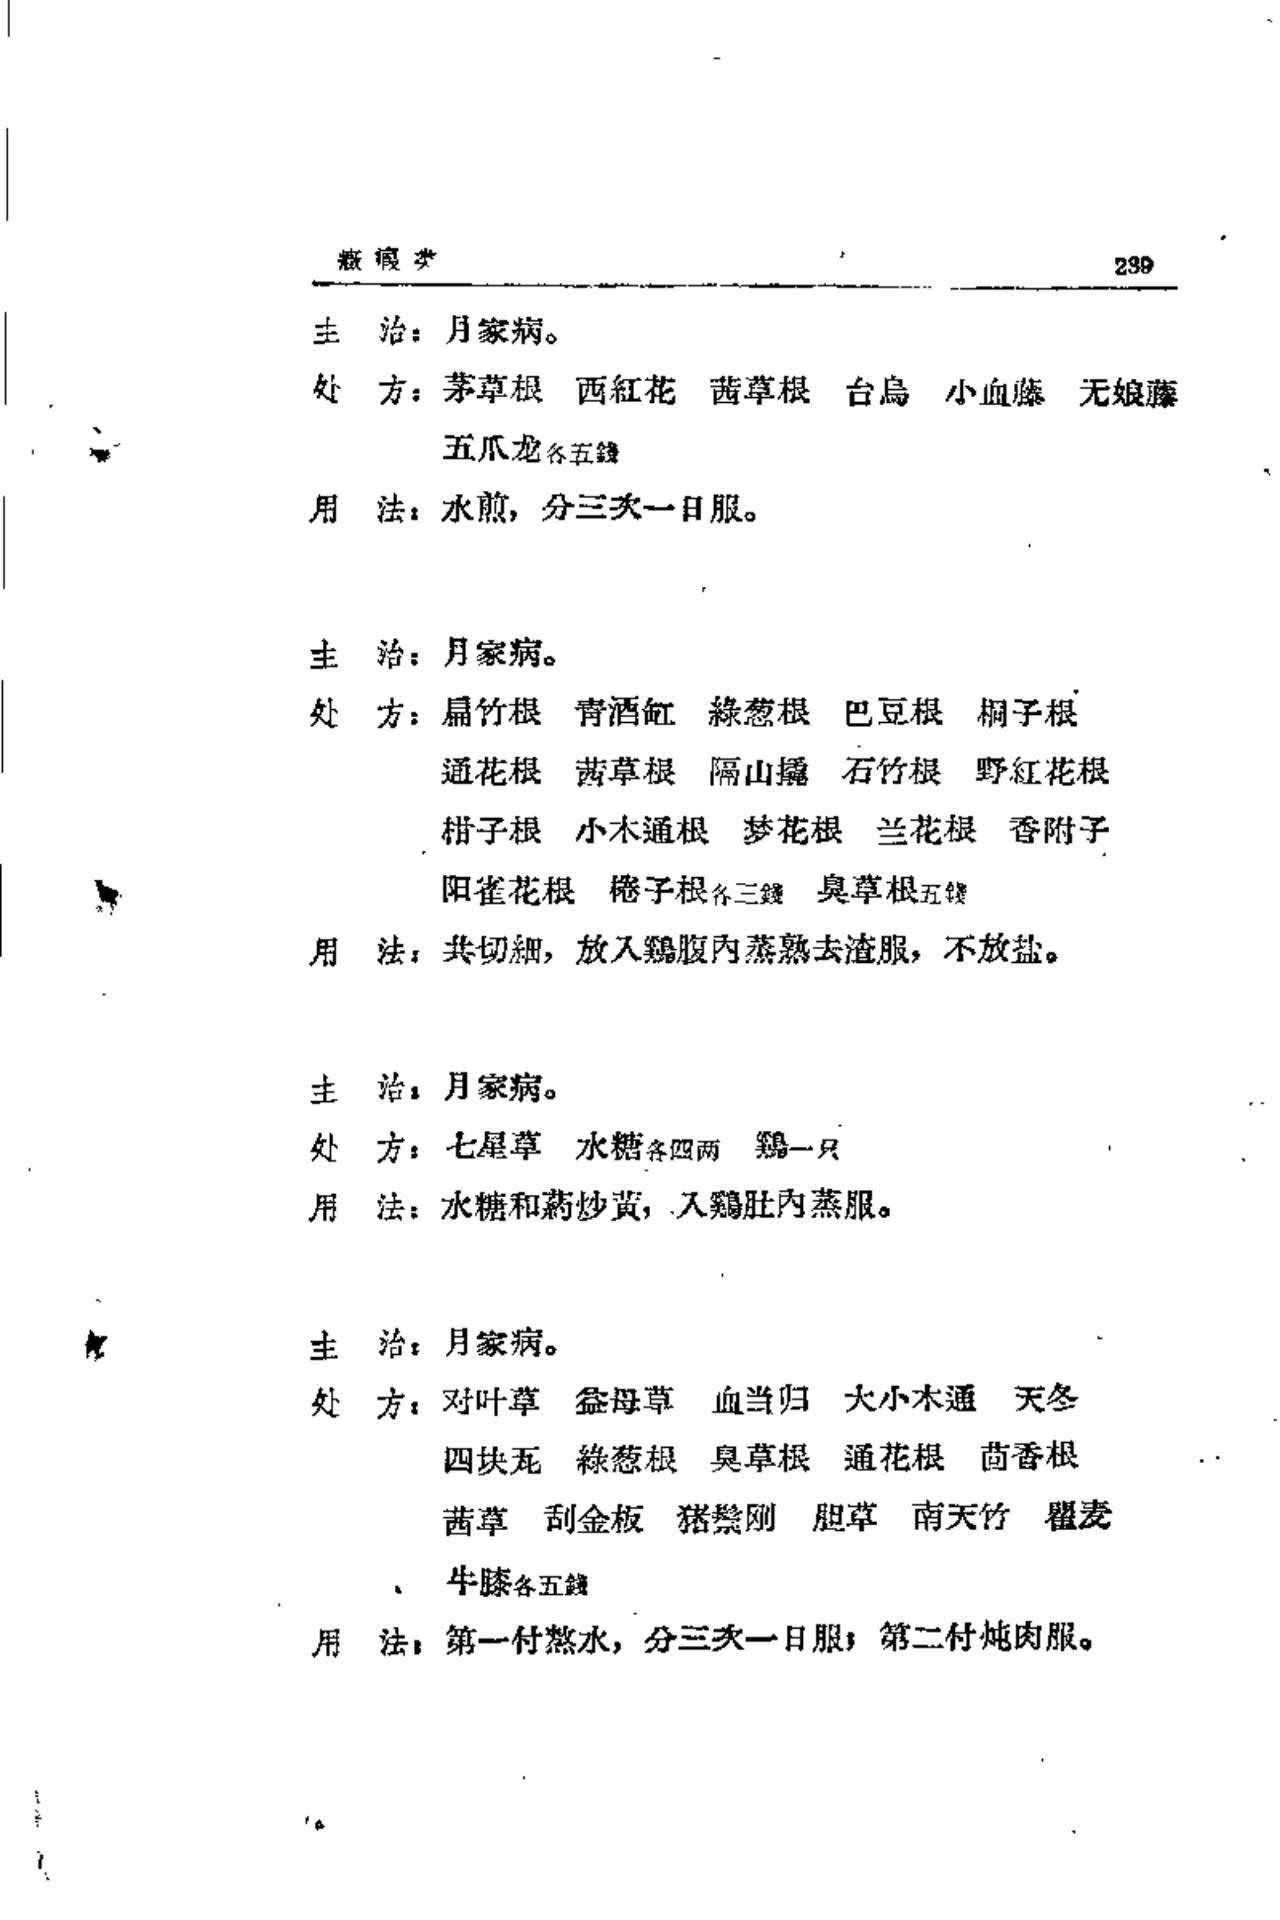 癥瘕类 239
主 治：月家病。
处 方：茅草根 西紅花 茜草根 台烏 小血藤 无娘藤
五爪龙各五錢
用 法：水煎，分三次一日服。
主 治：月家病。
处 方：扁竹根 青酒缸 綠葱根 巴豆根 桐子根
通花根 茜草根 隔山撬 石竹根 野紅花根
柑子根 小木通根 梦花根 兰花根 香附子
阳雀花根 棬子根各三錢 臭草根五錢
用 法：共切細，放入鷄腹內蒸熟去渣服，不放盐。
主 治：月家病。
处 方：七星草 水糖各四两 鷄一只
用 法：水糖和葯炒黃，入鷄肚內蒸服。
主 治：月家病。
处 方：对叶草 益母草 血当归 大小木通 天冬
四块瓦 綠葱根 臭草根 通花根 茴香根
茜草 刮金板 猪鬃刚 胆草 南天竹 瞿麦
牛膝各五錢
用 法：第一付熬水，分三次一日服；第二付炖肉服。